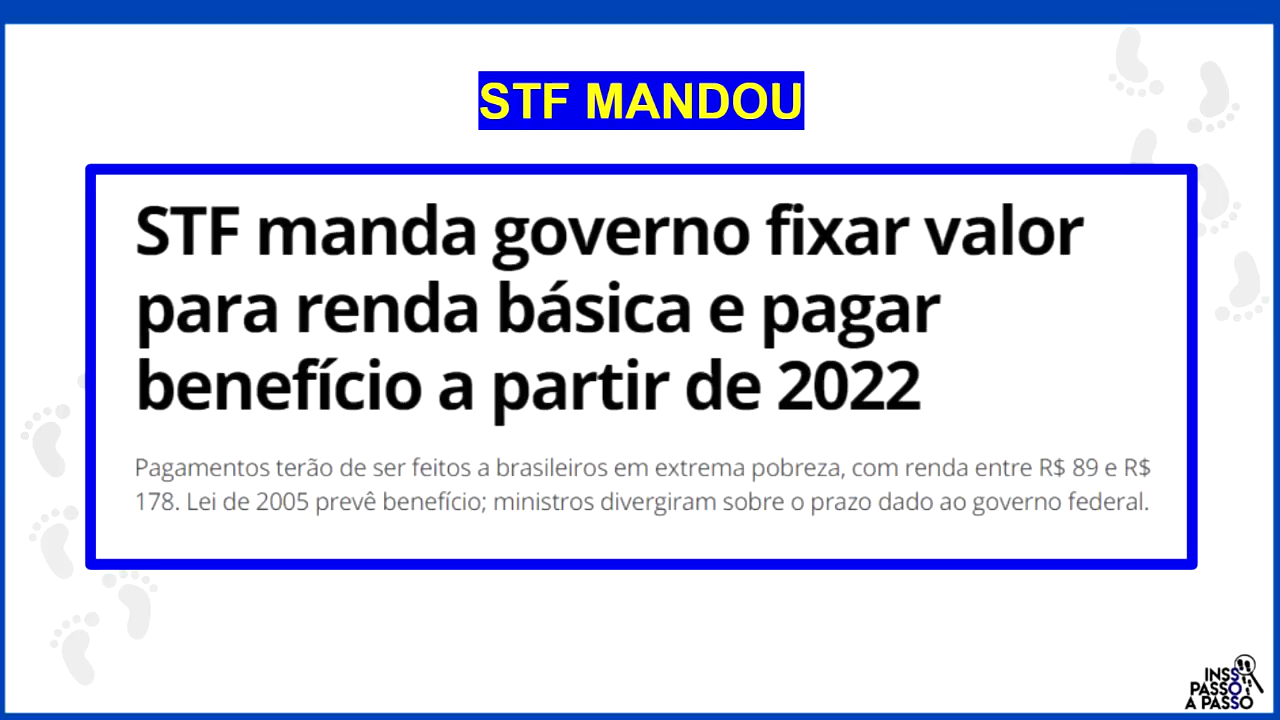 STF MANDOU
STF manda governo fixar valor
para renda básica e pagar
benefício a partir de 2022
Pagamentos terão de ser feitos a brasileiros em extrema pobreza, com renda entre R$ 89 e R$
178. Lei de 2005 prevê benefício; ministros divergiram sobre o prazo dado ao governo federal.
INSS
PASSO
A PASSO